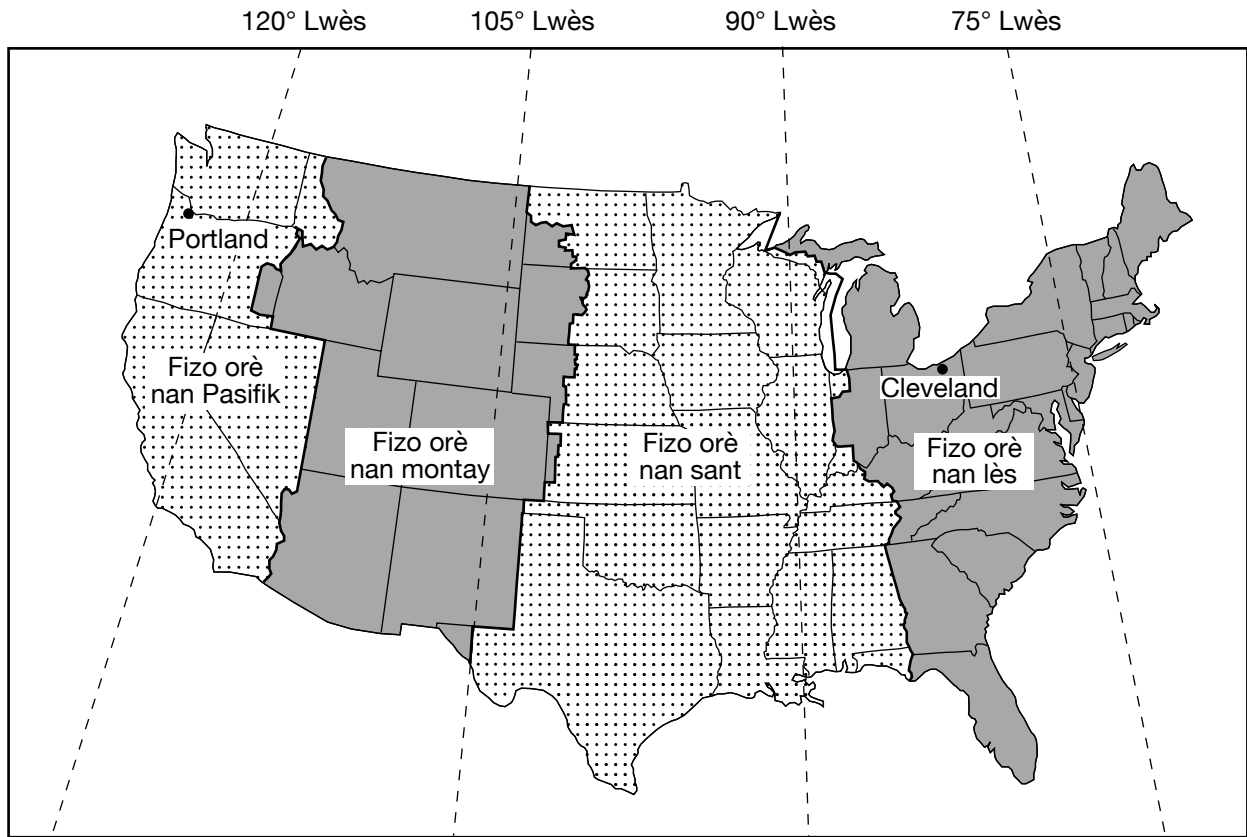 120° Lwès 105° Lwès 90° Lwès 75° Lwès
Portland
Fizo orè
nan Pasifik
Fizo orè
nan montay
Fizo orè
nan sant
Cleveland
Fizo orè
nan lès